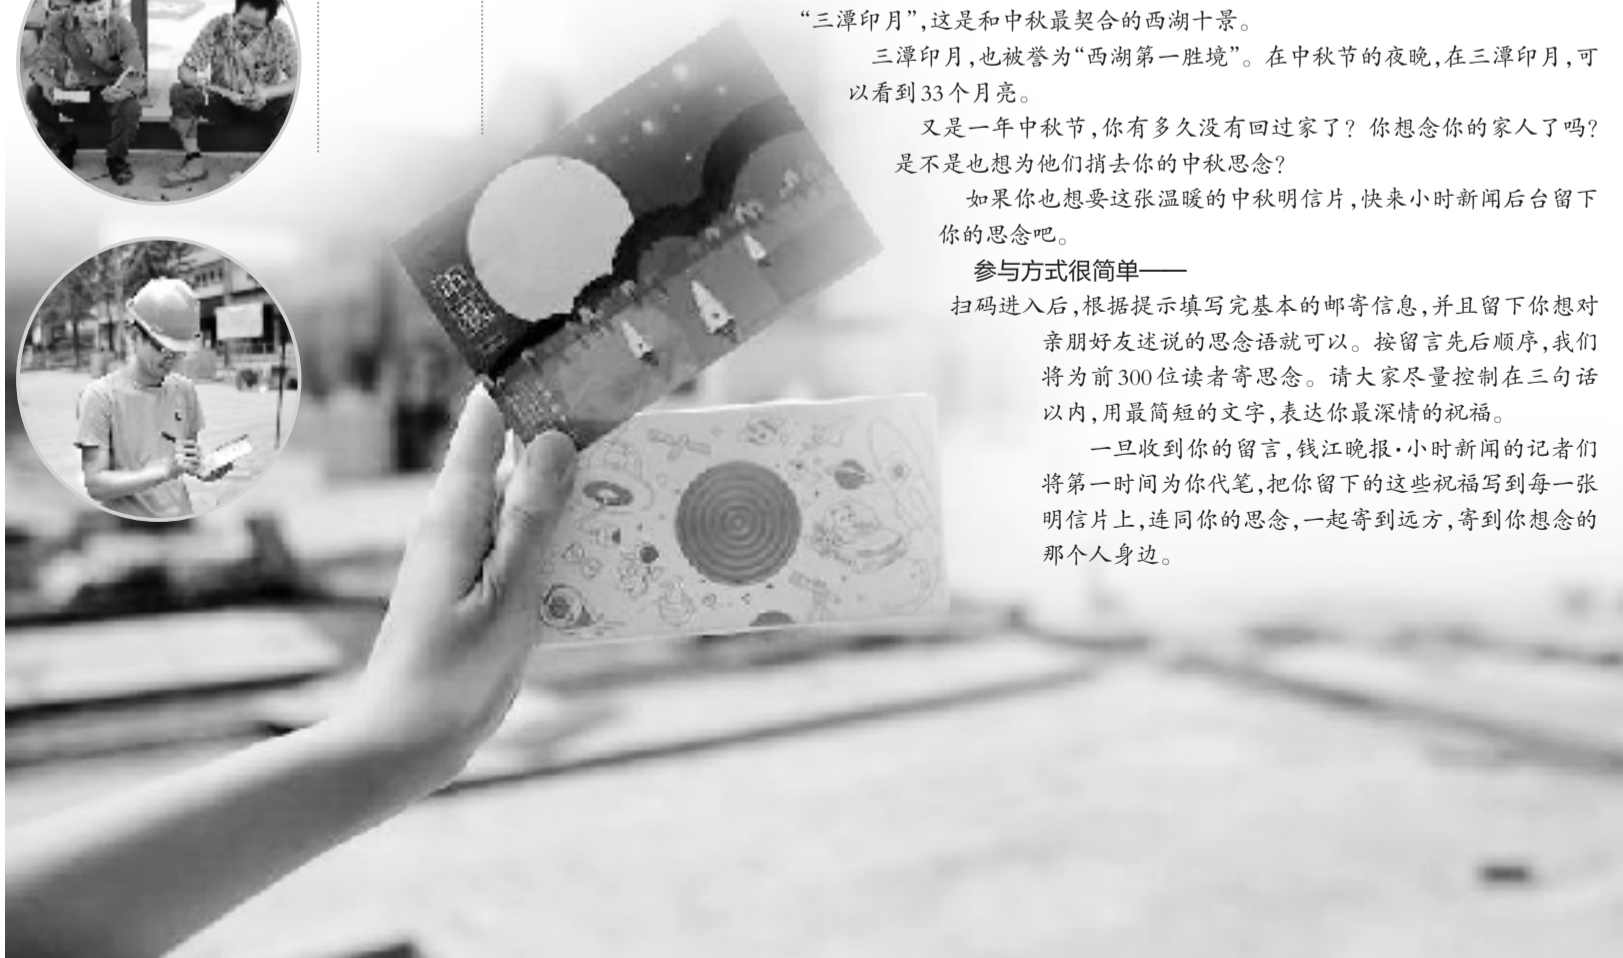 “三潭印月”,这是和中秋最契合的西湖十景。
三潭印月,也被誉为“西湖第一胜境”。在中秋节的夜晚,在三潭印月,可
以看到33个月亮。
又是一年中秋节,你有多久没有回过家了？你想念你的家人了吗？
是不是也想为他们捎去你的中秋思念？
如果你也想要这张温暖的中秋明信片,快来小时新闻后台留下
你的思念吧。
参与方式很简单——
扫码进入后,根据提示填写完基本的邮寄信息,并且留下你想对
亲朋好友述说的思念语就可以。按留言先后顺序,我们
将为前300位读者寄思念。请大家尽量控制在三句话
以内,用最简短的文字,表达你最深情的祝福。
一旦收到你的留言,钱江晚报·小时新闻的记者们
将第一时间为你代笔,把你留下的这些祝福写到每一张
明信片上,连同你的思念,一起寄到远方,寄到你想念的
那个人身边。